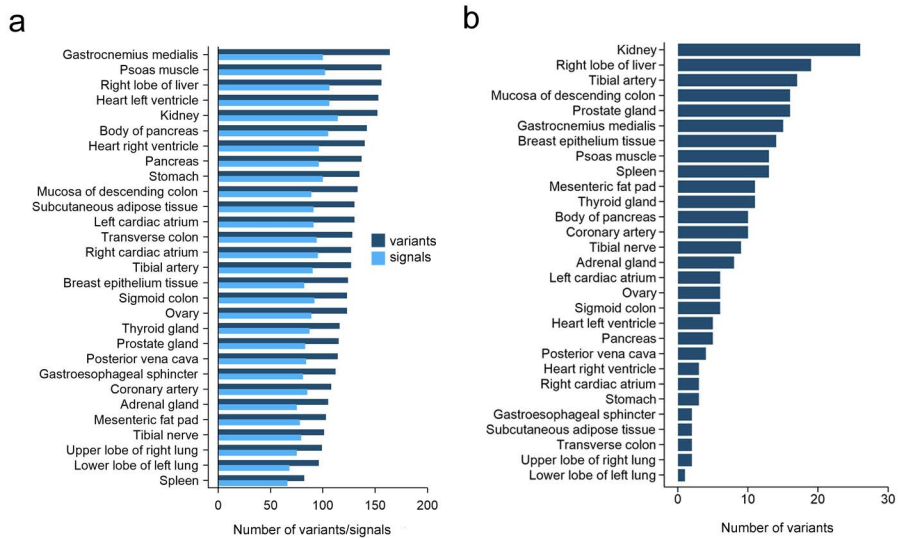 a
Gastrocnemius medialis
Psoas muscle
Right lobe of liver
Heart left ventricle
Kidney
Body of pancreas
Heart right ventricle
Pancreas
Stomach
Mucosa of descending colon
Subcutaneous adipose tissue
Left cardiac atrium
Transverse colon
Right cardiac atrium
Tibial artery
Breast epithelium tissue
Sigmoid colon
Ovary
Thyroid gland
Prostate gland
Posterior vena cava
Gastroesophageal sphincter
Coronary artery
Adrenal gland
Mesenteric fat pad
Tibial nerve
Upper lobe of right lung
Lower lobe of left lung
Spleen
variants
signals
0 50 100 150 200
Number of variants/signals
b
Kidney
Right lobe of liver
Tibial artery
Mucosa of descending colon
Prostate gland
Gastrocnemius medialis
Breast epithelium tissue
Psoas muscle
Spleen
Mesenteric fat pad
Thyroid gland
Body of pancreas
Coronary artery
Tibial nerve
Adrenal gland
Left cardiac atrium
Ovary
Sigmoid colon
Heart left ventricle
Pancreas
Posterior vena cava
Heart right ventricle
Right cardiac atrium
Stomach
Gastroesophageal sphincter
Subcutaneous adipose tissue
Transverse colon
Upper lobe of right lung
Lower lobe of left lung
0 10 20 30
Number of variants